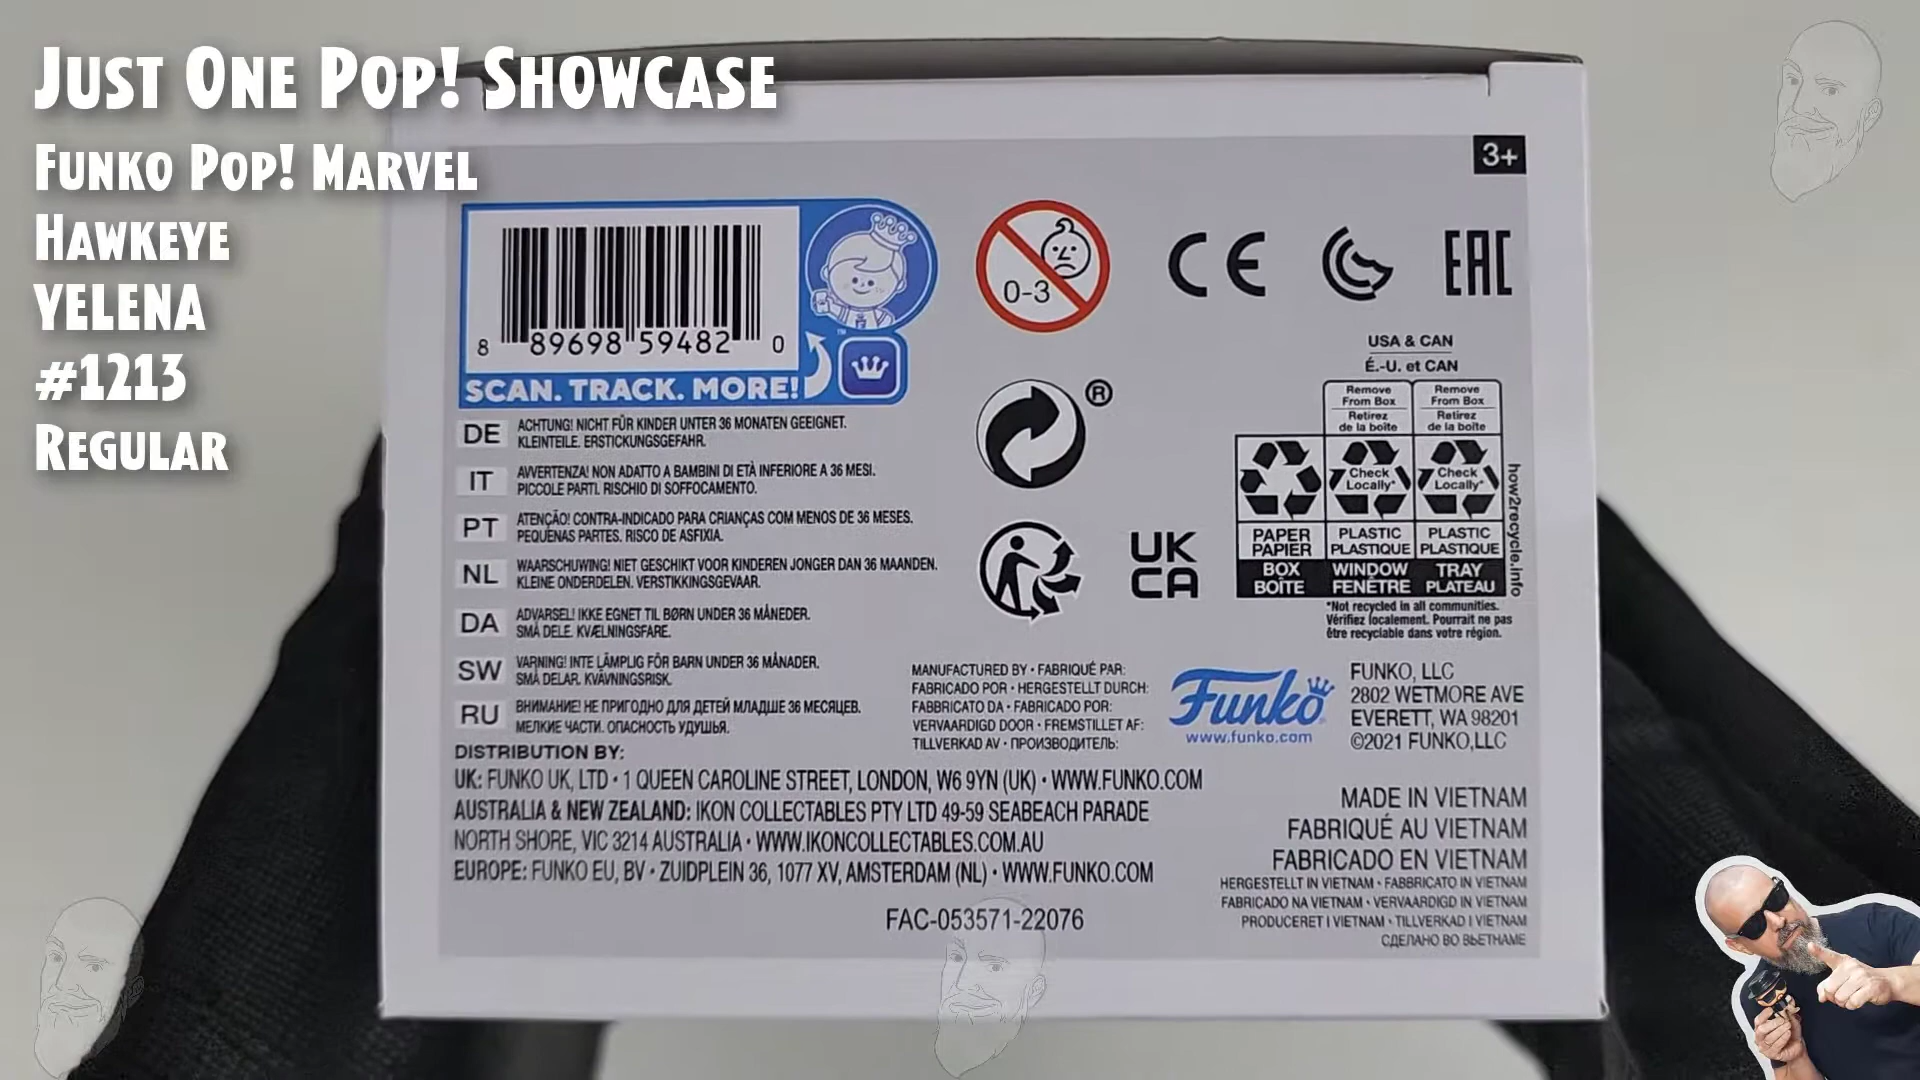 Just One Pop! Showcase
Funko Pop! Marvel
Hawkeye
YELENA
#1213
Regular
3+
8 89698 59482 0
SCAN. TRACK. MORE!
™
0-3
CE
EAC
®
UK
CA
USA & CAN
É.-U. et CAN
Remove From Box
Retirez de la boîte
Remove From Box
Retirez de la boîte
Check Locally*
Check Locally*
PAPER
PAPIER
BOX
BOÎTE
PLASTIC
PLASTIQUE
WINDOW
FENÊTRE
PLASTIC
PLASTIQUE
TRAY
PLATEAU
how2recycle.info
*Not recycled in all communities.
Vérifiez localement. Pourrait ne pas
être recyclable dans votre région.
DE ACHTUNG! NICHT FÜR KINDER UNTER 36 MONATEN GEEIGNET.
KLEINTEILE. ERSTICKUNGSGEFAHR.
IT AVVERTENZA! NON ADATTO A BAMBINI DI ETÀ INFERIORE A 36 MESI.
PICCOLE PARTI. RISCHIO DI SOFFOCAMENTO.
PT ATENÇÃO! CONTRA-INDICADO PARA CRIANÇAS COM MENOS DE 36 MESES.
PEQUENAS PARTES. RISCO DE ASFIXIA.
NL WAARSCHUWING! NIET GESCHIKT VOOR KINDEREN JONGER DAN 36 MAANDEN.
KLEINE ONDERDELEN. VERSTIKKINGSGEVAAR.
DA ADVARSEL! IKKE EGNET TIL BØRN UNDER 36 MÅNEDER.
SMÅ DELE. KVÆLNINGSFARE.
SW VARNING! INTE LÄMPLIG FÖR BARN UNDER 36 MÅNADER.
SMÅ DELAR. KVÄVNINGSRISK.
RU ВНИМАНИЕ! НЕ ПРИГОДНО ДЛЯ ДЕТЕЙ МЛАДШЕ 36 МЕСЯЦЕВ.
МЕЛКИЕ ЧАСТИ. ОПАСНОСТЬ УДУШЬЯ.
MANUFACTURED BY • FABRIQUÉ PAR:
FABRICADO POR • HERGESTELLT DURCH:
FABBRICATO DA • FABRICADO POR:
VERVAARDIGD DOOR • FREMSTILLET AF:
TILLVERKAD AV • ПРОИЗВОДИТЕЛЬ:
Funko
www.funko.com
FUNKO, LLC
2802 WETMORE AVE
EVERETT, WA 98201
©2021 FUNKO,LLC
DISTRIBUTION BY:
UK: FUNKO UK, LTD • 1 QUEEN CAROLINE STREET, LONDON, W6 9YN (UK) • WWW.FUNKO.COM
AUSTRALIA & NEW ZEALAND: IKON COLLECTABLES PTY LTD 49-59 SEABEACH PARADE
NORTH SHORE, VIC 3214 AUSTRALIA • WWW.IKONCOLLECTABLES.COM.AU
EUROPE: FUNKO EU, BV • ZUIDPLEIN 36, 1077 XV, AMSTERDAM (NL) • WWW.FUNKO.COM
MADE IN VIETNAM
FABRIQUÉ AU VIETNAM
FABRICADO EN VIETNAM
HERGESTELLT IN VIETNAM • FABBRICATO IN VIETNAM
FABRICADO NA VIETNAM • VERVAARDIGD IN VIETNAM
PRODUCERET I VIETNAM • TILLVERKAD I VIETNAM
СДЕЛАНО ВО ВЬЕТНАМЕ
FAC-053571-22076